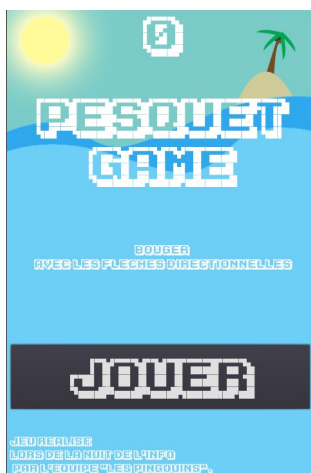 0
PESQUET
GAME
BOUGER
AVEC LES FLECHES DIRECTIONNELLES
JOUER
JEU REALISE
LORS DE LA NUIT DE L'INFO
PAR L'EQUIPE "LES PINGOUINS".